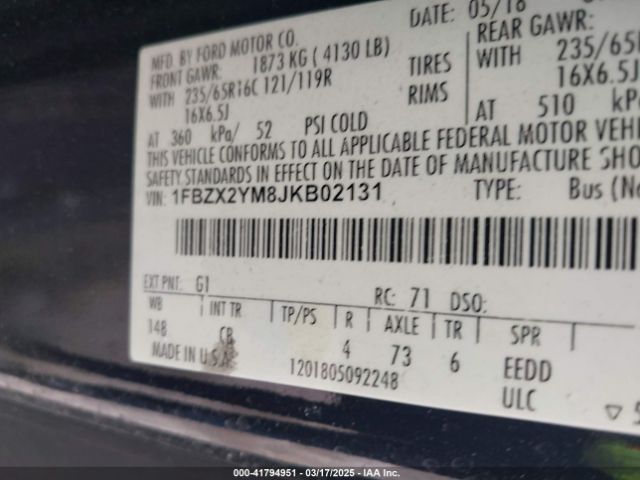 DATE: 05/18
MFD. BY FORD MOTOR CO.
FRONT GAWR: 1873 KG ( 4130 LB) REAR GAWR:
WITH 235/65R16C 121/119R TIRES WITH 235/65
16X6.5J RIMS 16X6.5J
AT 360 kPa/ 52 PSI COLD AT 510 kP
THIS VEHICLE CONFORMS TO ALL APPLICABLE FEDERAL MOTOR VEHI
SAFETY STANDARDS IN EFFECT ON THE DATE OF MANUFACTURE SHO
VIN: 1FBZX2YM8JKB02131 TYPE: Bus (No
EXT PNT: G1 RC: 71 DSO:
WB INT TR TP/PS R AXLE TR SPR
148 CB 4 73 6 EEDD
MADE IN U.S.A. 1201805092248 ULC
00-41794951 - 03/17/2025 - IAA Inc.